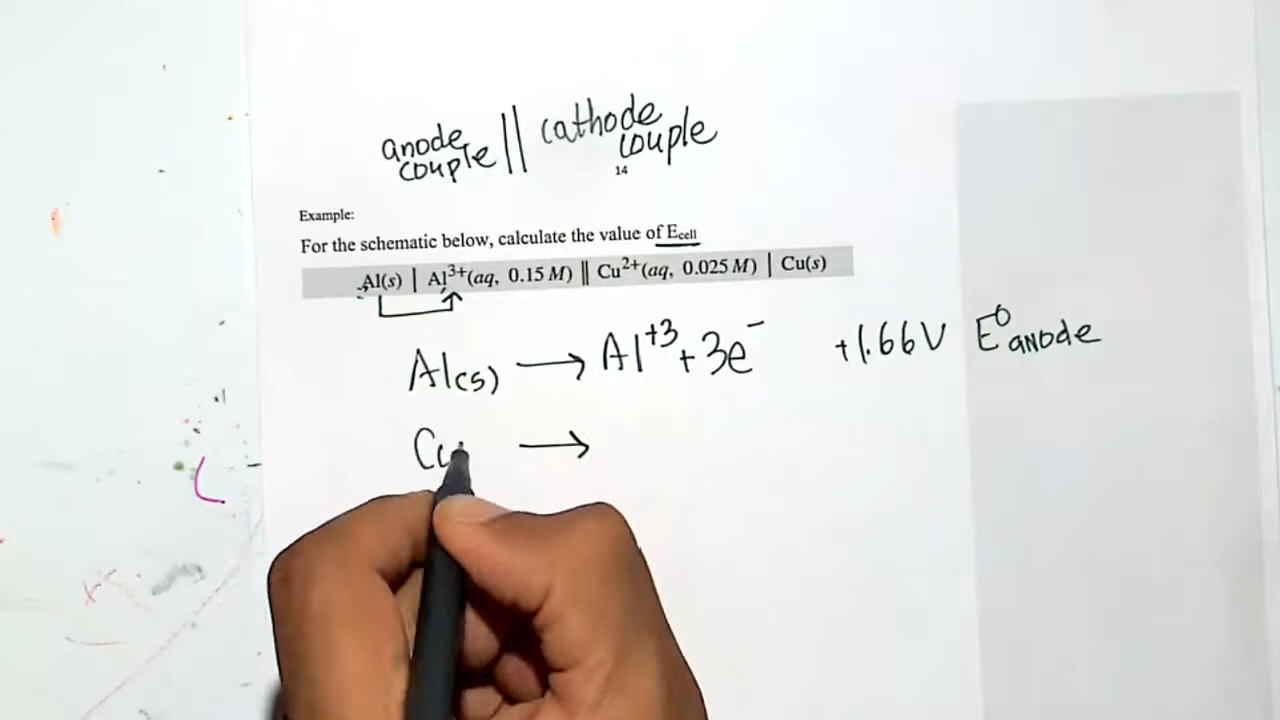 anode couple || cathode couple
14
Example:
For the schematic below, calculate the value of Ecell
Al(s) | Al³⁺(aq, 0.15 M) || Cu²⁺(aq, 0.025 M) | Cu(s)
Al(s) → Al⁺³ + 3e⁻ +1.66V E⁰anode
Cu →